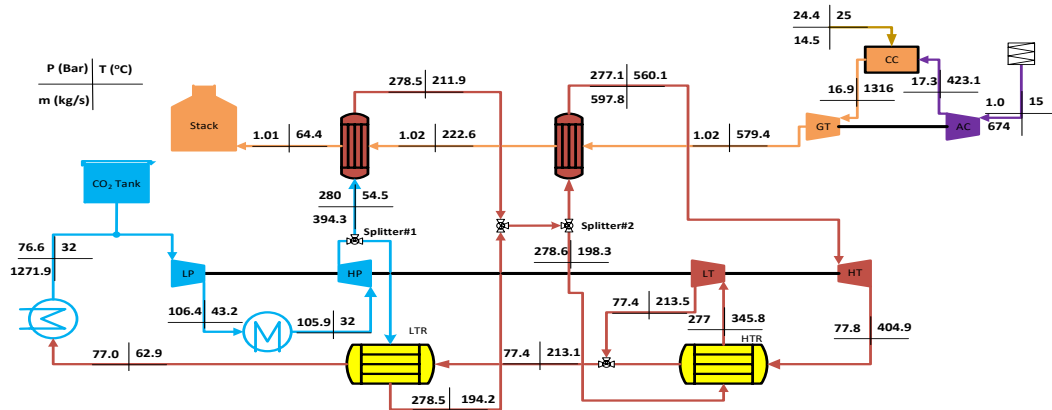 24.4 25
14.5
CC
P (Bar) T (°C)
m (kg/s)
278.5 211.9
277.1 560.1
597.8
16.9 1316
17.3 423.1
1.0 15
674
Stack
1.01 64.4
1.02 222.6
1.02 579.4
GT
AC
CO₂ Tank
280 54.5
394.3
Splitter#1
Splitter#2
76.6 32
1271.9
278.6 198.3
LP
HP
LT
HT
106.4 43.2
105.9 32
77.4 213.5
277 345.8
77.8 404.9
LTR
HTR
77.0 62.9
77.4 213.1
278.5 194.2